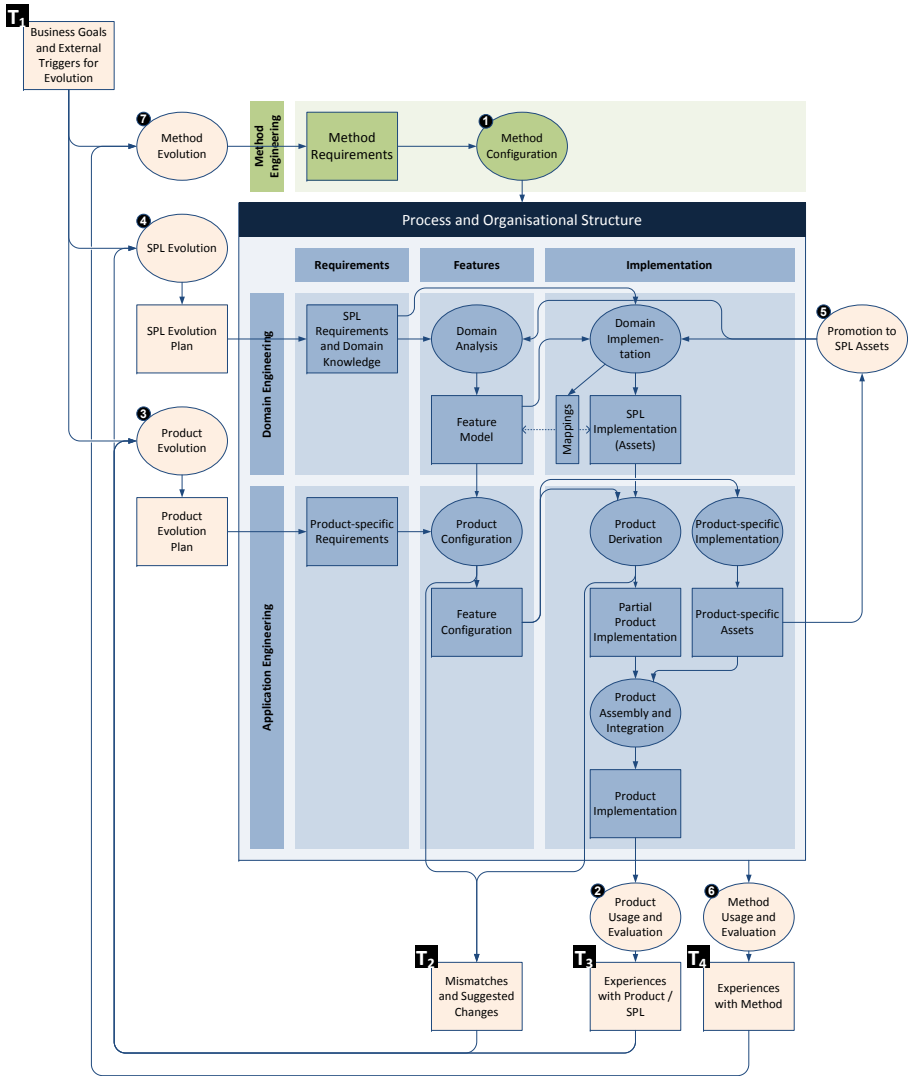 T1
Business Goals
and External
Triggers for
Evolution
7
Method
Evolution
Method
Engineering
Method
Requirements
1
Method
Configuration
Process and Organisational Structure
4
SPL Evolution
SPL Evolution
Plan
Requirements
Features
Implementation
Domain Engineering
SPL
Requirements
and Domain
Knowledge
Domain
Analysis
Domain
Implemen-
tation
5
Promotion to
SPL Assets
Feature
Model
Mappings
SPL
Implementation
(Assets)
3
Product
Evolution
Product
Evolution
Plan
Application Engineering
Product-specific
Requirements
Product
Configuration
Product
Derivation
Product-specific
Implementation
Feature
Configuration
Partial
Product
Implementation
Product-specific
Assets
Product
Assembly and
Integration
Product
Implementation
2
Product
Usage and
Evaluation
6
Method
Usage and
Evaluation
T2
Mismatches
and Suggested
Changes
T3
Experiences
with Product /
SPL
T4
Experiences
with Method